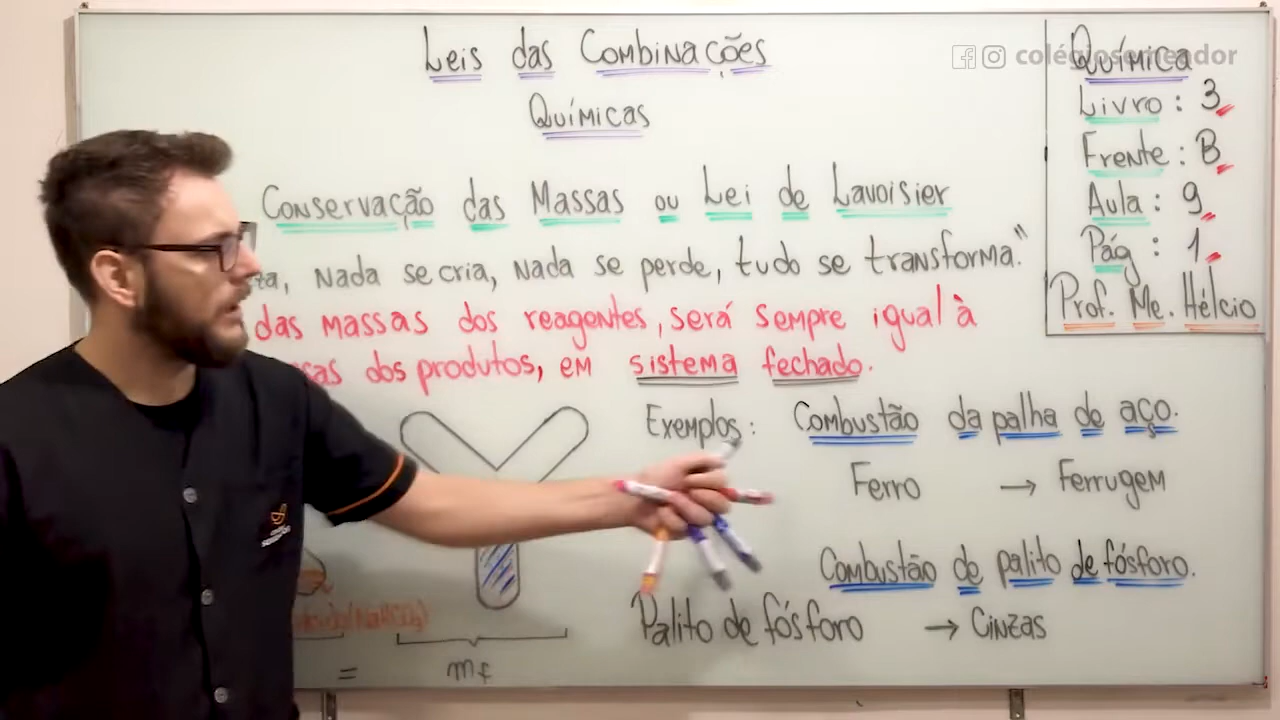 Leis das Combinações
Químicas
Conservação das Massas ou Lei de Lavoisier
nada se cria, nada se perde, tudo se transforma."
das massas dos reagentes, será sempre igual à
dos produtos, em sistema fechado.
Exemplos: Combustão da palha de aço.
Ferro → Ferrugem
Combustão de palito de fósforo.
Palito de fósforo → Cinzas
= mf
Química
Livro: 3
Frente: B
Aula: 9
Pág: 1
Prof. Me. Hélcio